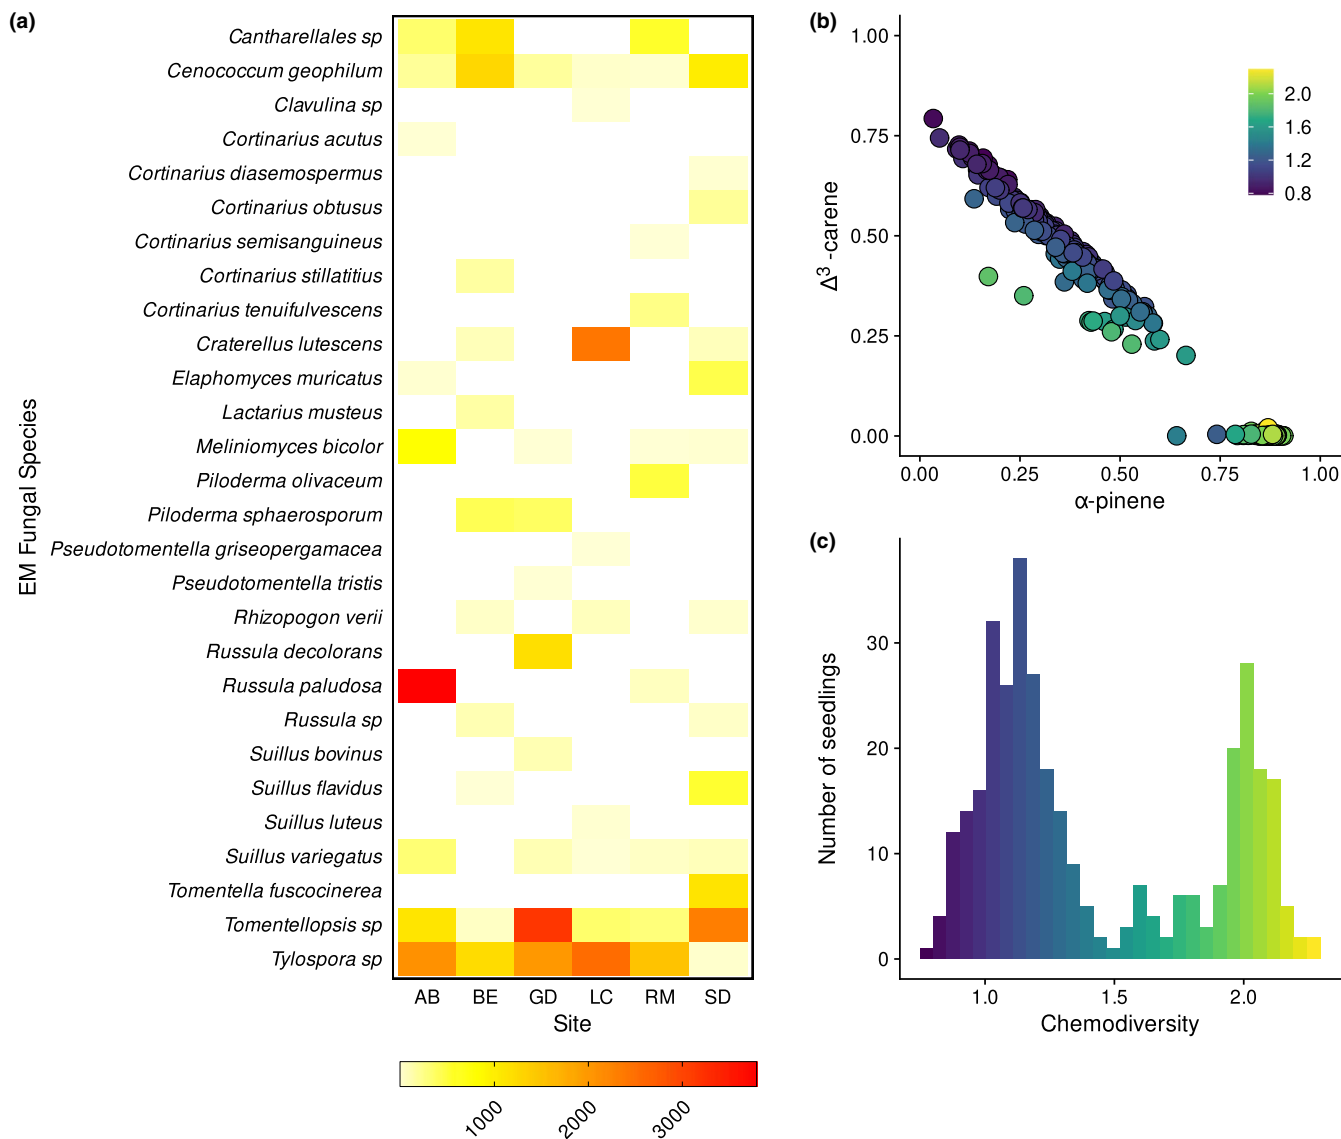 (a)
EM Fungal Species
Cantharellales sp
Cenococcum geophilum
Clavulina sp
Cortinarius acutus
Cortinarius diasemospermus
Cortinarius obtusus
Cortinarius semisanguineus
Cortinarius stillatitius
Cortinarius tenuifulvescens
Craterellus lutescens
Elaphomyces muricatus
Lactarius musteus
Meliniomyces bicolor
Piloderma olivaceum
Piloderma sphaerosporum
Pseudotomentella griseopergamacea
Pseudotomentella tristis
Rhizopogon verii
Russula decolorans
Russula paludosa
Russula sp
Suillus bovinus
Suillus flavidus
Suillus luteus
Suillus variegatus
Tomentella fuscocinerea
Tomentellopsis sp
Tylospora sp
AB BE GD LC RM SD
Site
1000 2000 3000
(b)
Δ³ -carene
1.00
0.75
0.50
0.25
0.00
2.0
1.6
1.2
0.8
0.00 0.25 0.50 0.75 1.00
α-pinene
(c)
Number of seedlings
30
20
10
0
1.0 1.5 2.0
Chemodiversity